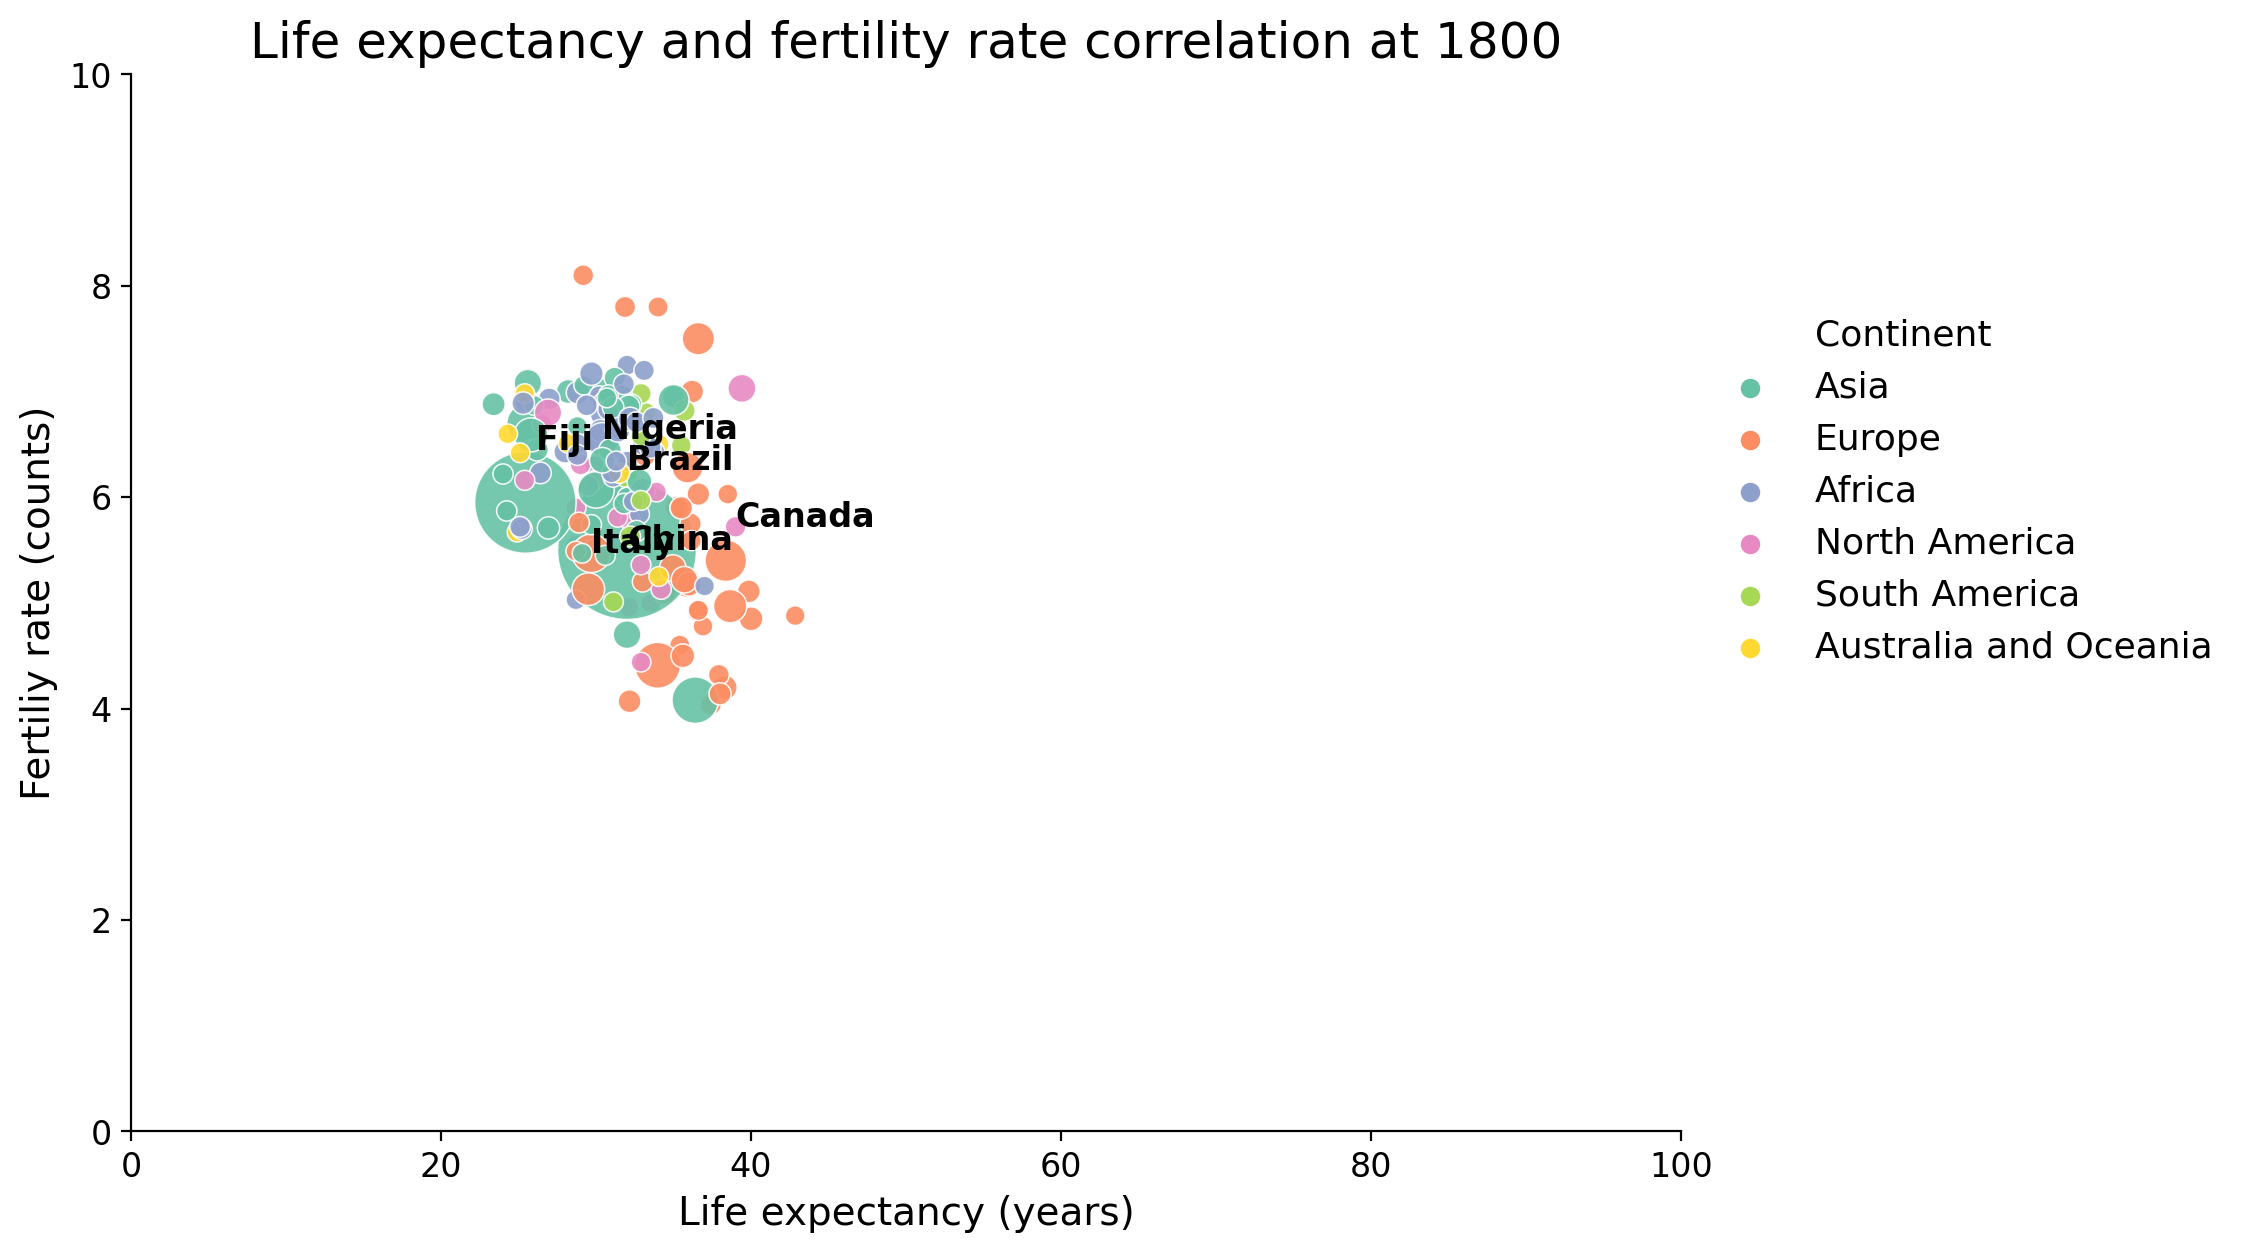 Life expectancy and fertility rate correlation at 1800
Fertiliy rate (counts)
10
8
6
4
2
0
Nigeria
Fiji
Brazil
Canada
China
Italy
0 20 40 60 80 100
Life expectancy (years)
Continent
Asia
Europe
Africa
North America
South America
Australia and Oceania